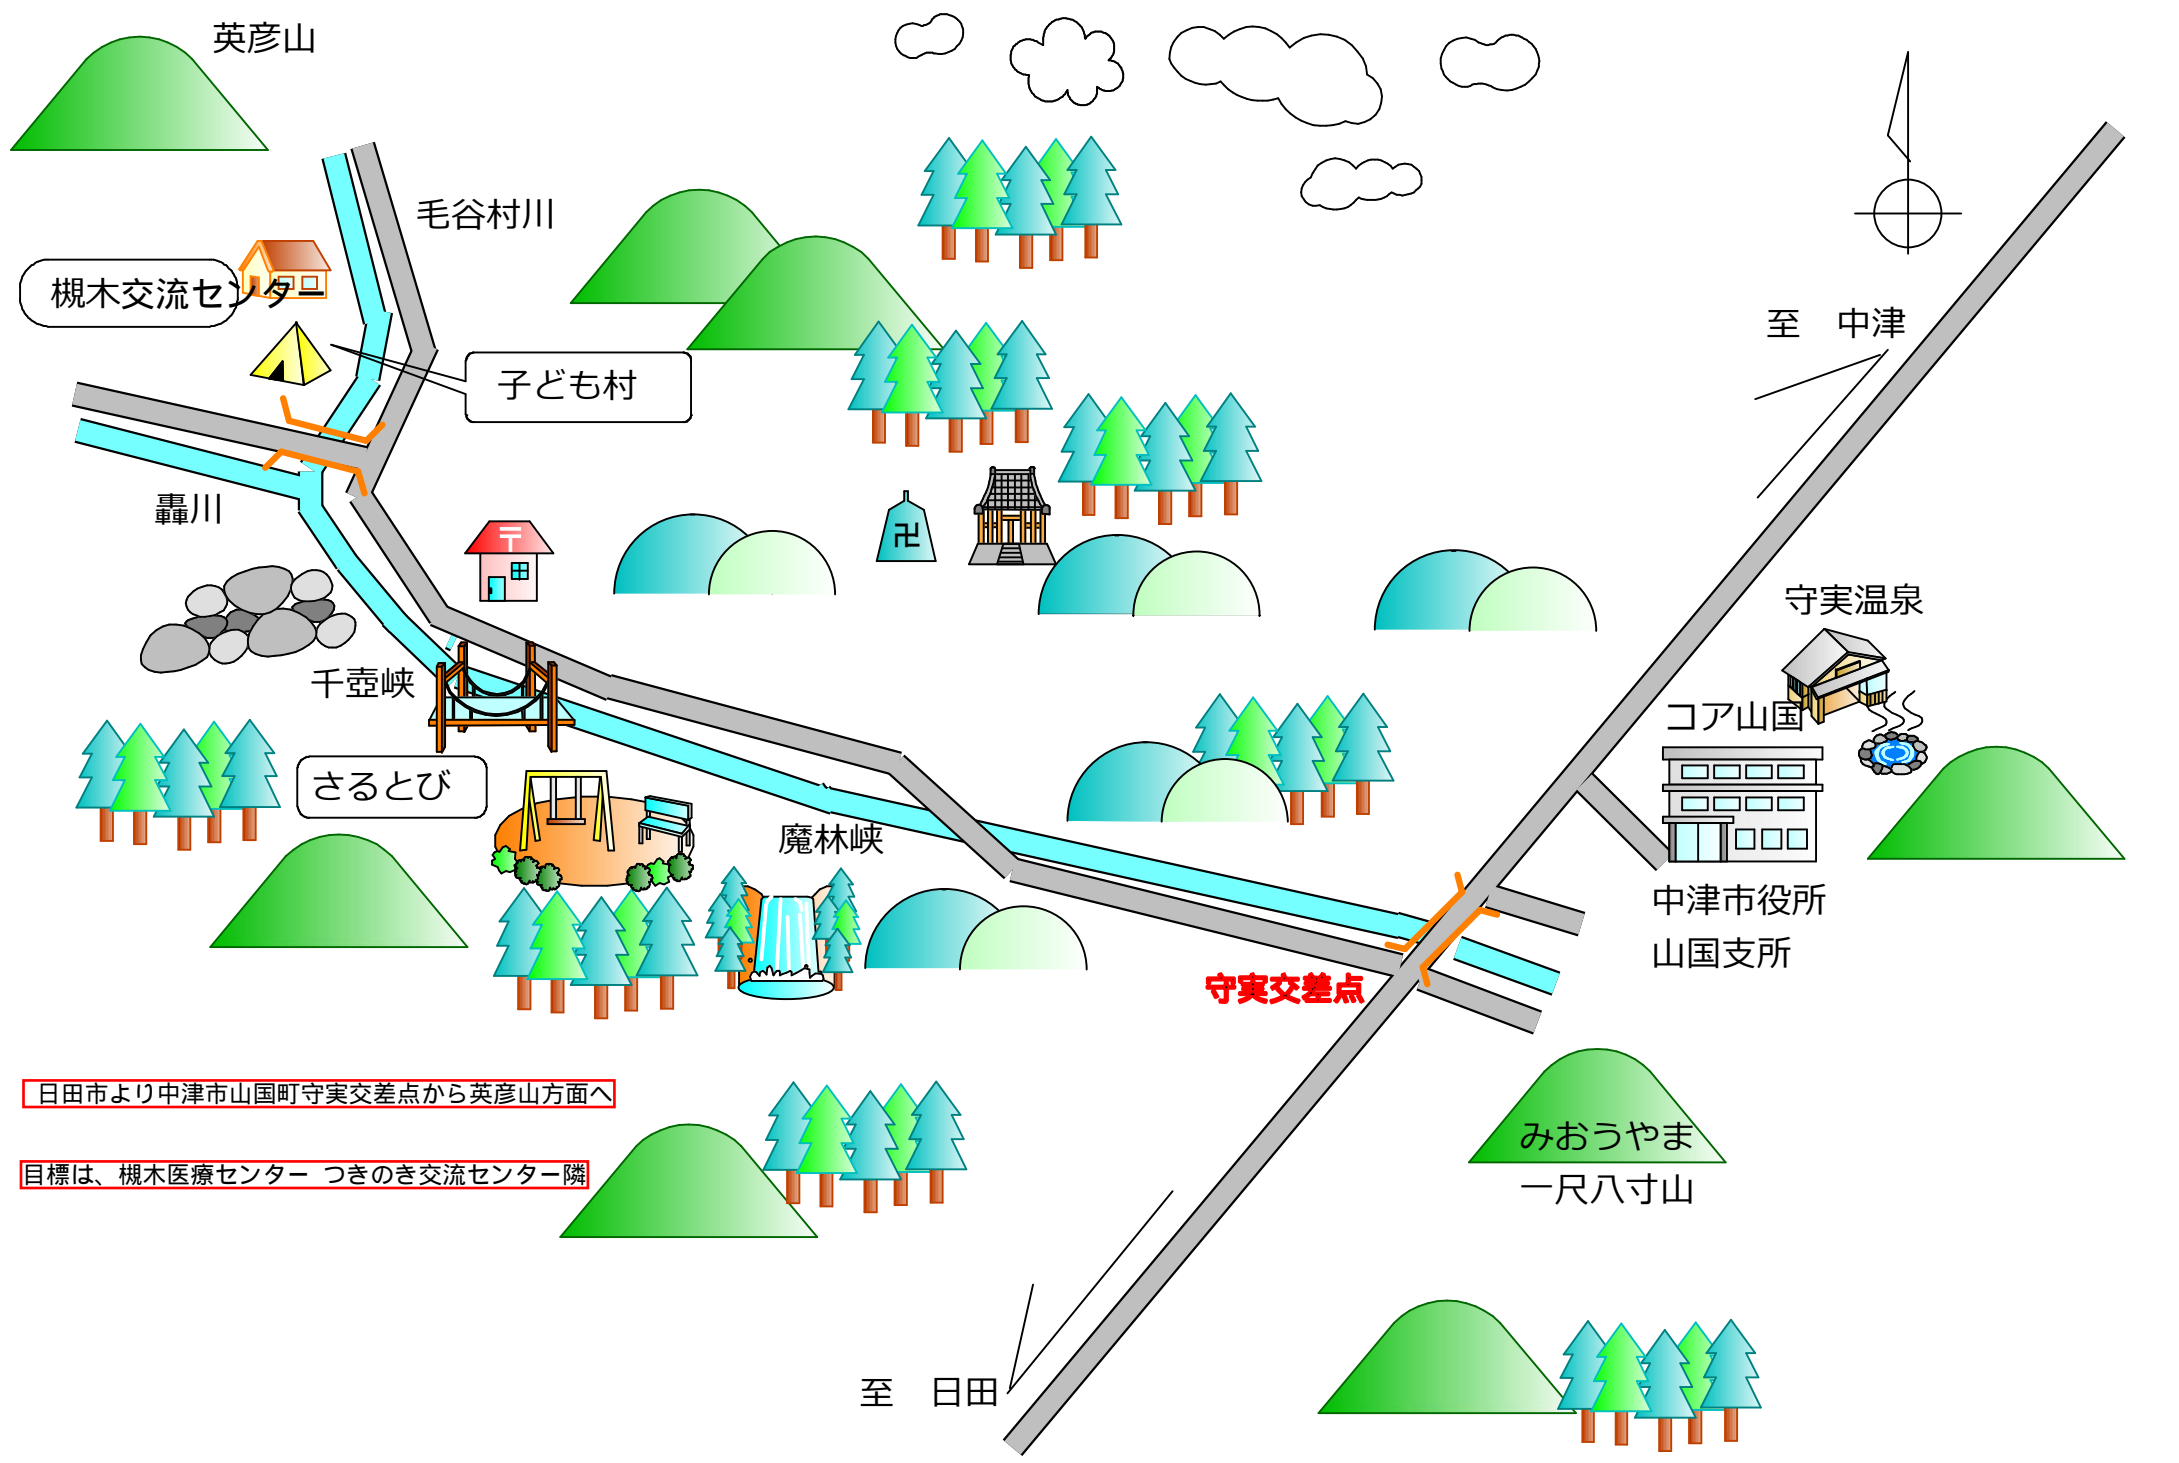 英彦山
毛谷村川
槻木交流センター
至　中津
子ども村
轟川
〒
卍
守実温泉
千壺峡
コア山国
さるとび
魔林峡
中津市役所
山国支所
守実交差点
日田市より中津市山国町守実交差点から英彦山方面へ
みおうやま
一尺八寸山
目標は、槻木医療センター つきのき交流センター隣
至　日田